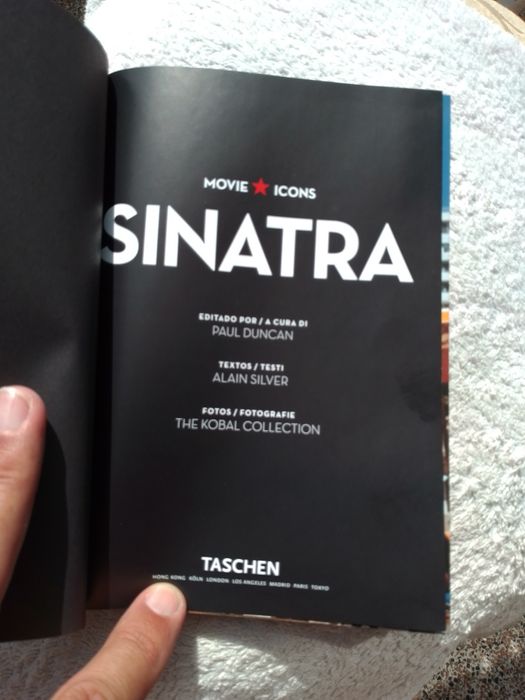 MOVIE ★ ICONS
SINATRA
EDITADO POR / A CURA DI
PAUL DUNCAN
TEXTOS / TESTI
ALAIN SILVER
FOTOS / FOTOGRAFIE
THE KOBAL COLLECTION
TASCHEN
HONG KONG KÖLN LONDON LOS ANGELES MADRID PARIS TOKYO